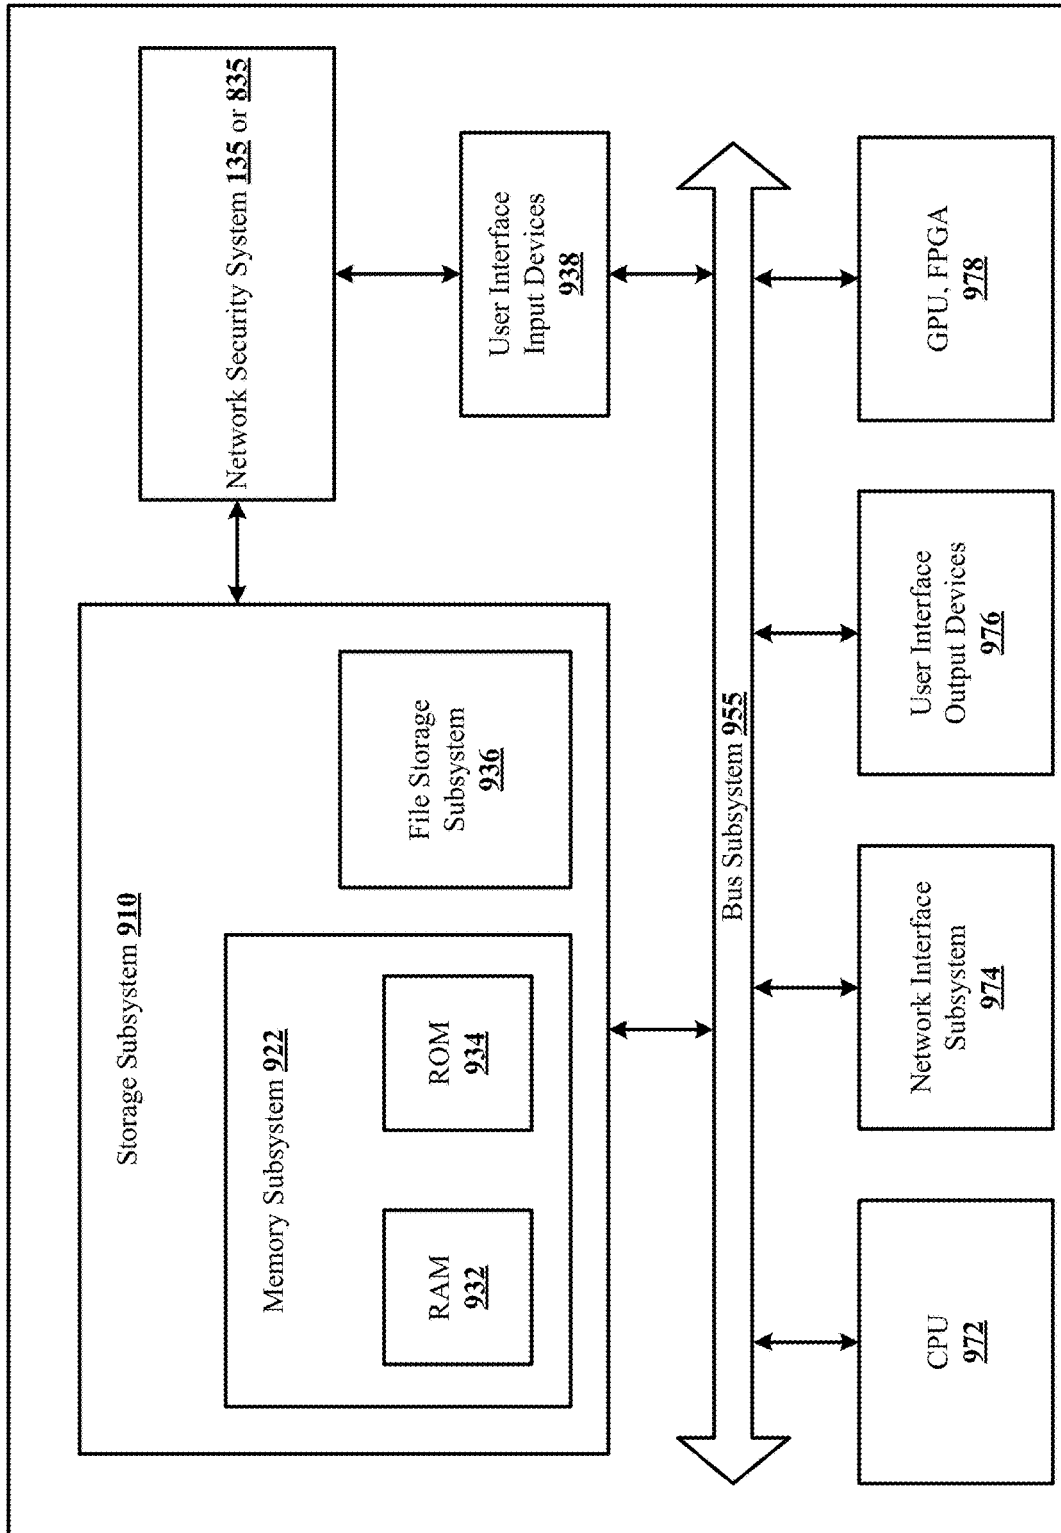 Storage Subsystem 910
Memory Subsystem 922
RAM
932
ROM
934
File Storage
Subsystem
936
Network Security System 135 or 835
User Interface
Input Devices
938
Bus Subsystem 955
CPU
972
Network Interface
Subsystem
974
User Interface
Output Devices
976
GPU, FPGA
978